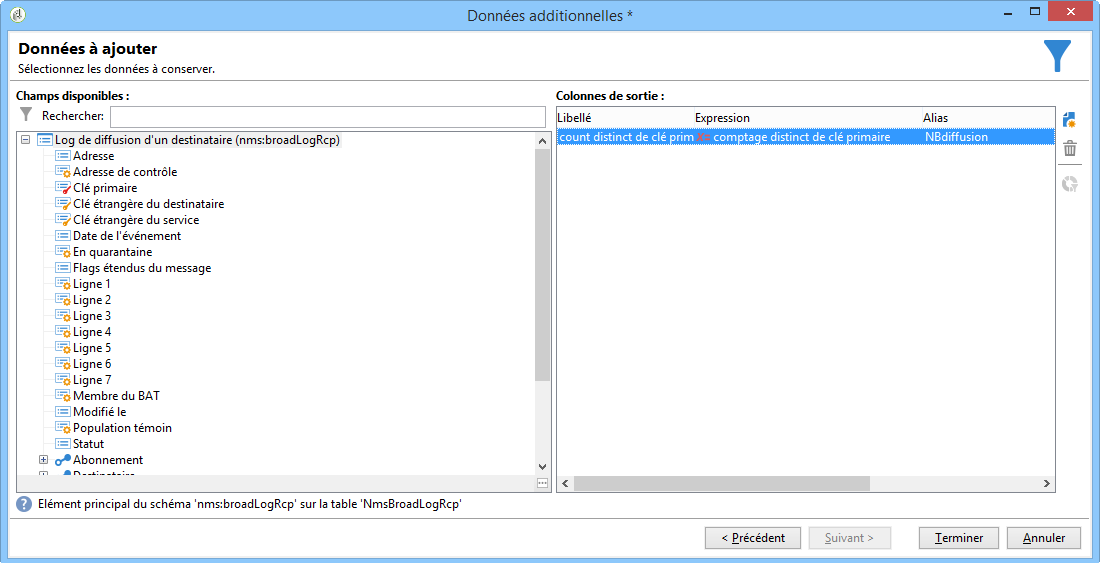 Données additionnelles *
Données à ajouter
Sélectionnez les données à conserver.
Champs disponibles :
Rechercher:
Log de diffusion d'un destinataire (nms:broadLogRcp)
Adresse
Adresse de contrôle
Clé primaire
Clé étrangère du destinataire
Clé étrangère du service
Date de l'événement
En quarantaine
Flags étendus du message
Ligne 1
Ligne 2
Ligne 3
Ligne 4
Ligne 5
Ligne 6
Ligne 7
Membre du BAT
Modifié le
Population témoin
Statut
Abonnement
Destinataire
Colonnes de sortie :
Libellé Expression Alias
count distinct de clé prim comptage distinct de clé primaire NBdiffusion
Elément principal du schéma 'nms:broadLogRcp' sur la table 'NmsBroadLogRcp'
< Précédent Suivant > Terminer Annuler